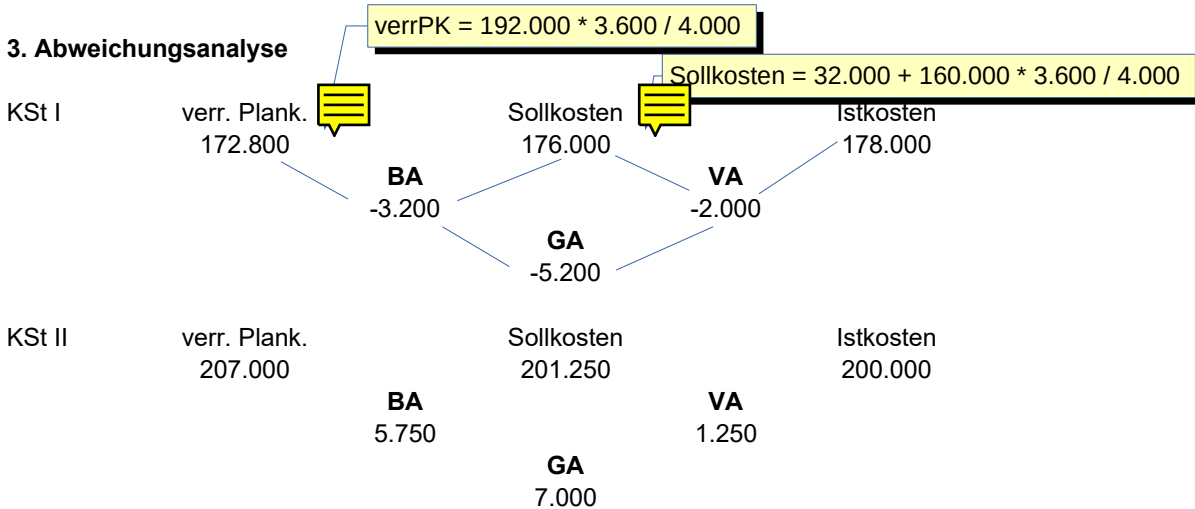 verrPK = 192.000 * 3.600 / 4.000
3. Abweichungsanalyse
Sollkosten = 32.000 + 160.000 * 3.600 / 4.000
KSt I verr. Plank. Sollkosten Istkosten
172.800 176.000 178.000
BA VA
-3.200 -2.000
GA
-5.200
KSt II verr. Plank. Sollkosten Istkosten
207.000 201.250 200.000
BA VA
5.750 1.250
GA
7.000